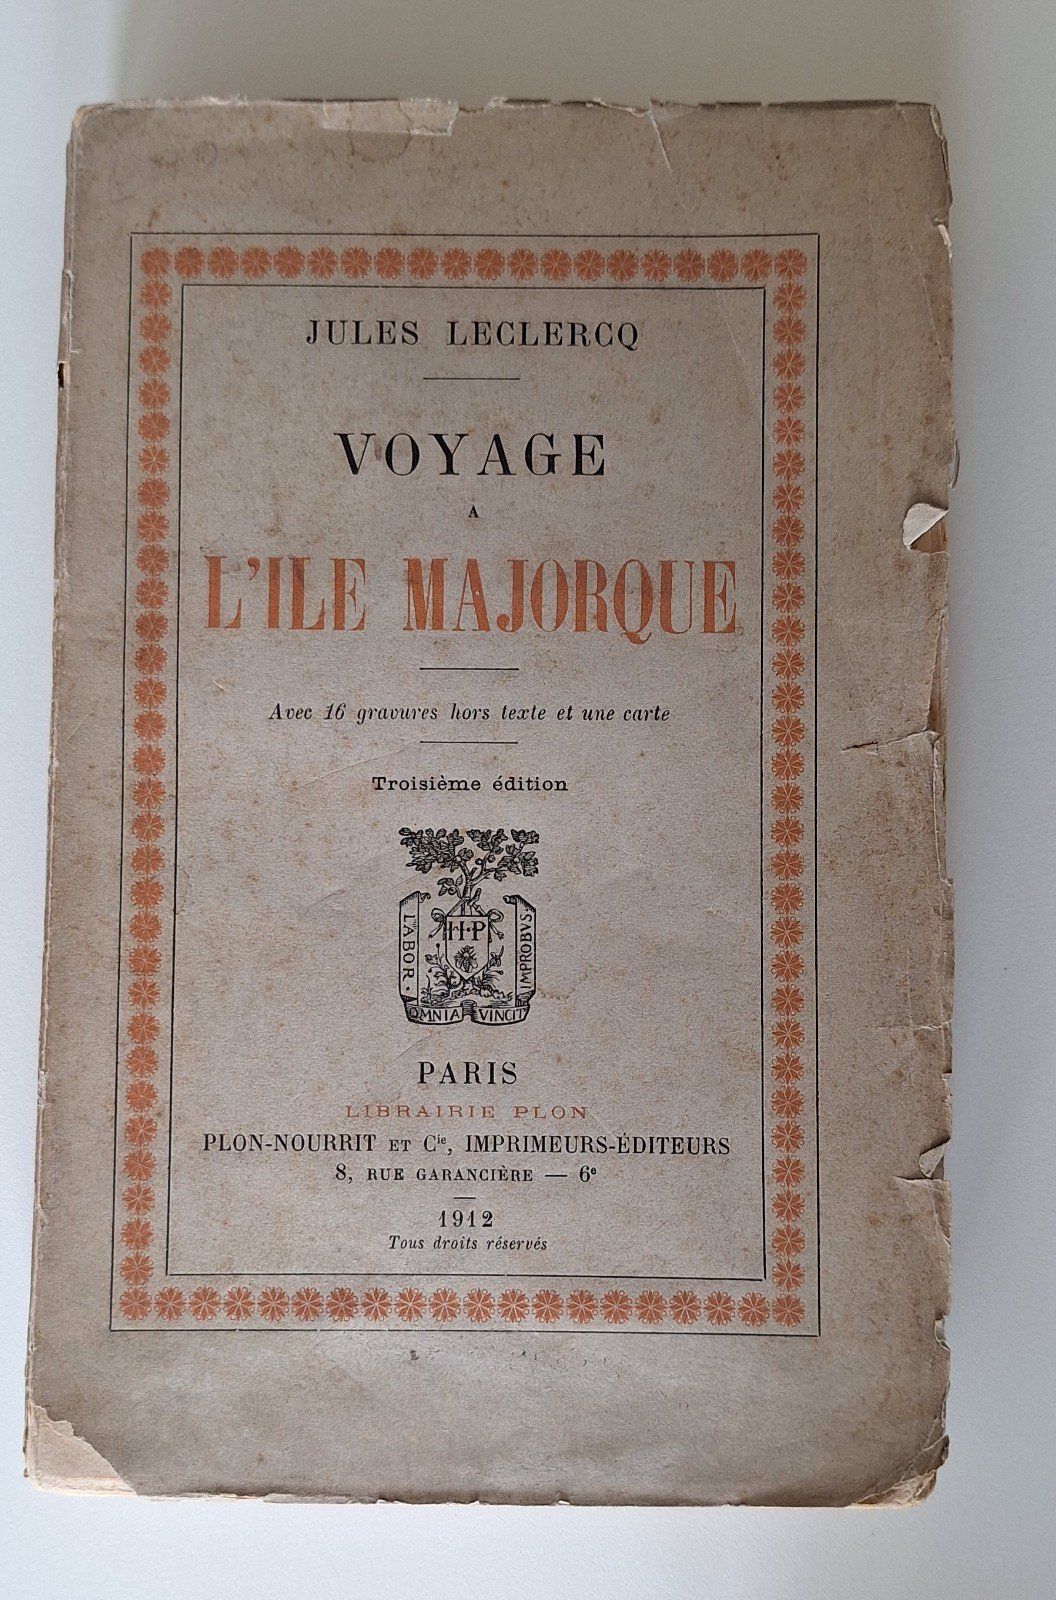 JULES LECLERCQ
VOYAGE
A
L'ILE MAJORQUE
Avec 16 gravures hors texte et une carte
Troisième édition
LABOR
H·P
IMPROBVS
OMNIA VINCIT
PARIS
LIBRAIRIE PLON
PLON-NOURRIT ET Cie, IMPRIMEURS-ÉDITEURS
8, RUE GARANCIÈRE — 6e
1912
Tous droits réservés